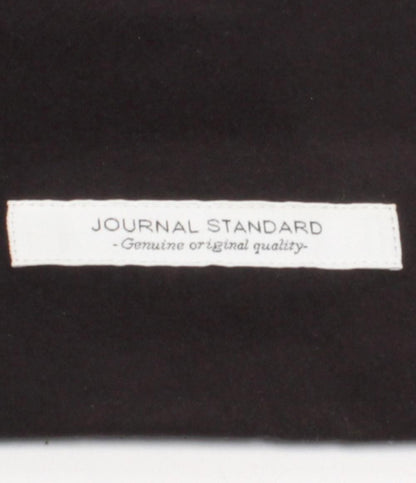 JOURNAL STANDARD
-Genuine original quality-